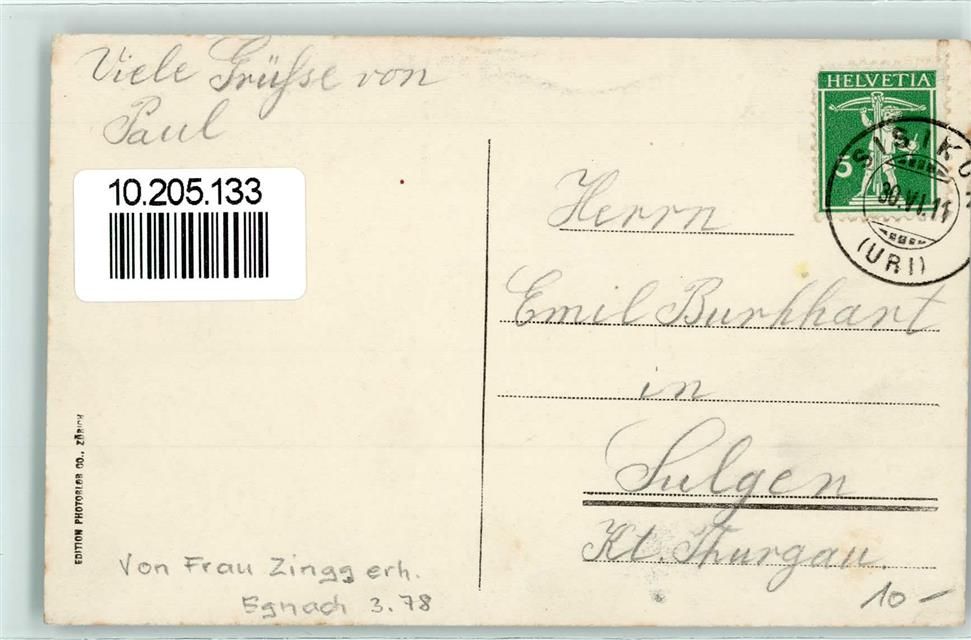 Viele Grüsse von
Paul
10.205.133
HELVETIA
5
SISIKON
30.VI.11
(URI)
Herrn
Emil Burkhart
in
Sulgen
Kt. Thurgau.
EDITION PHOTOGLOB CO., ZÜRICH
Von Frau Zingg erh.
Egnach 3.78
10-